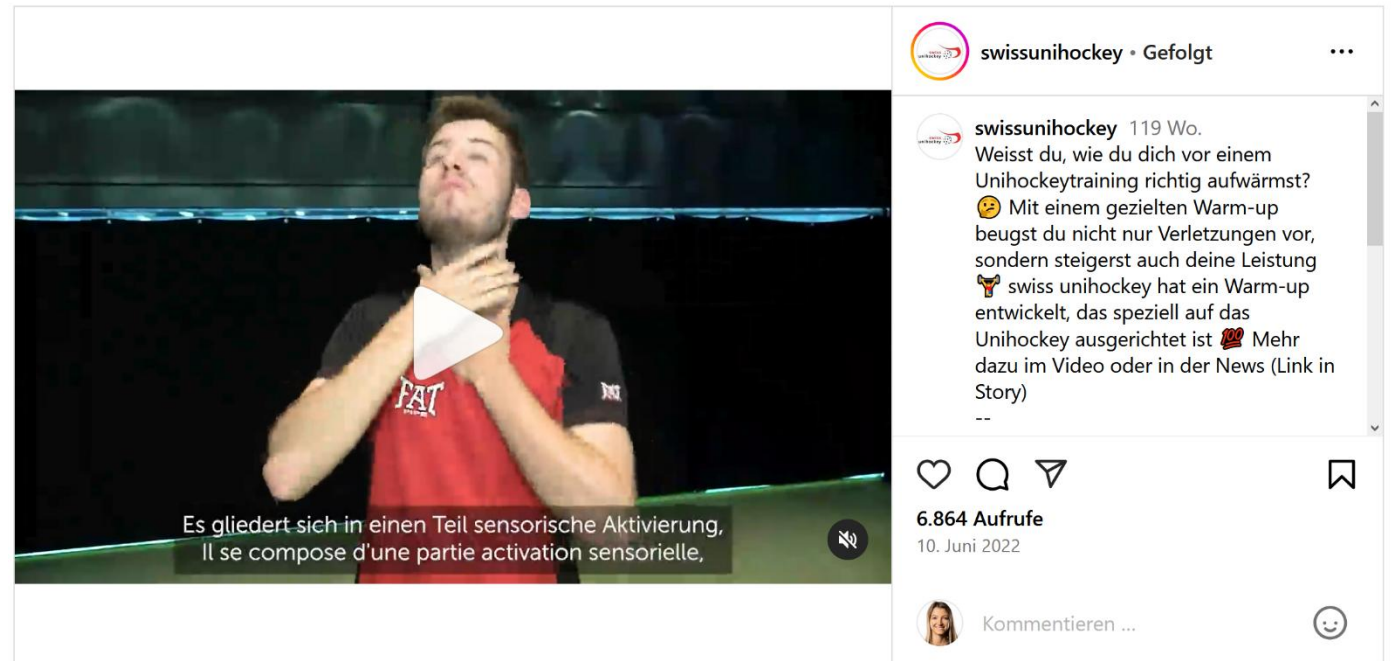 swissunihockey • Gefolgt
swissunihockey 119 Wo.
Weisst du, wie du dich vor einem
Unihockeytraining richtig aufwärmst?
🤔 Mit einem gezielten Warm-up
beugst du nicht nur Verletzungen vor,
sondern steigerst auch deine Leistung
🏋️ swiss unihockey hat ein Warm-up
entwickelt, das speziell auf das
Unihockey ausgerichtet ist 💯 Mehr
dazu im Video oder in der News (Link in
Story)
--
FAT
Es gliedert sich in einen Teil sensorische Aktivierung,
Il se compose d'une partie activation sensorielle,
6.864 Aufrufe
10. Juni 2022
Kommentieren ...